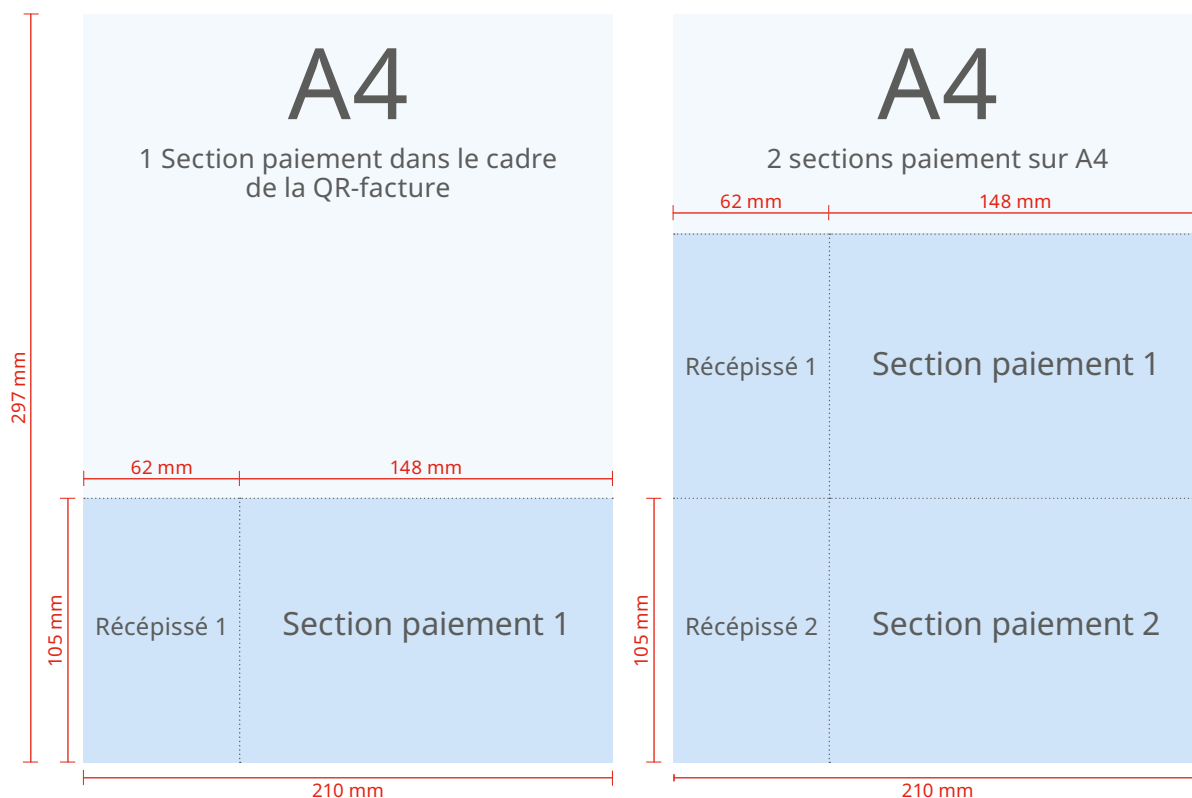 A4
1 Section paiement dans le cadre
de la QR-facture
297 mm
62 mm
148 mm
105 mm
Récépissé 1
Section paiement 1
210 mm
A4
2 sections paiement sur A4
62 mm
148 mm
Récépissé 1
Section paiement 1
105 mm
Récépissé 2
Section paiement 2
210 mm